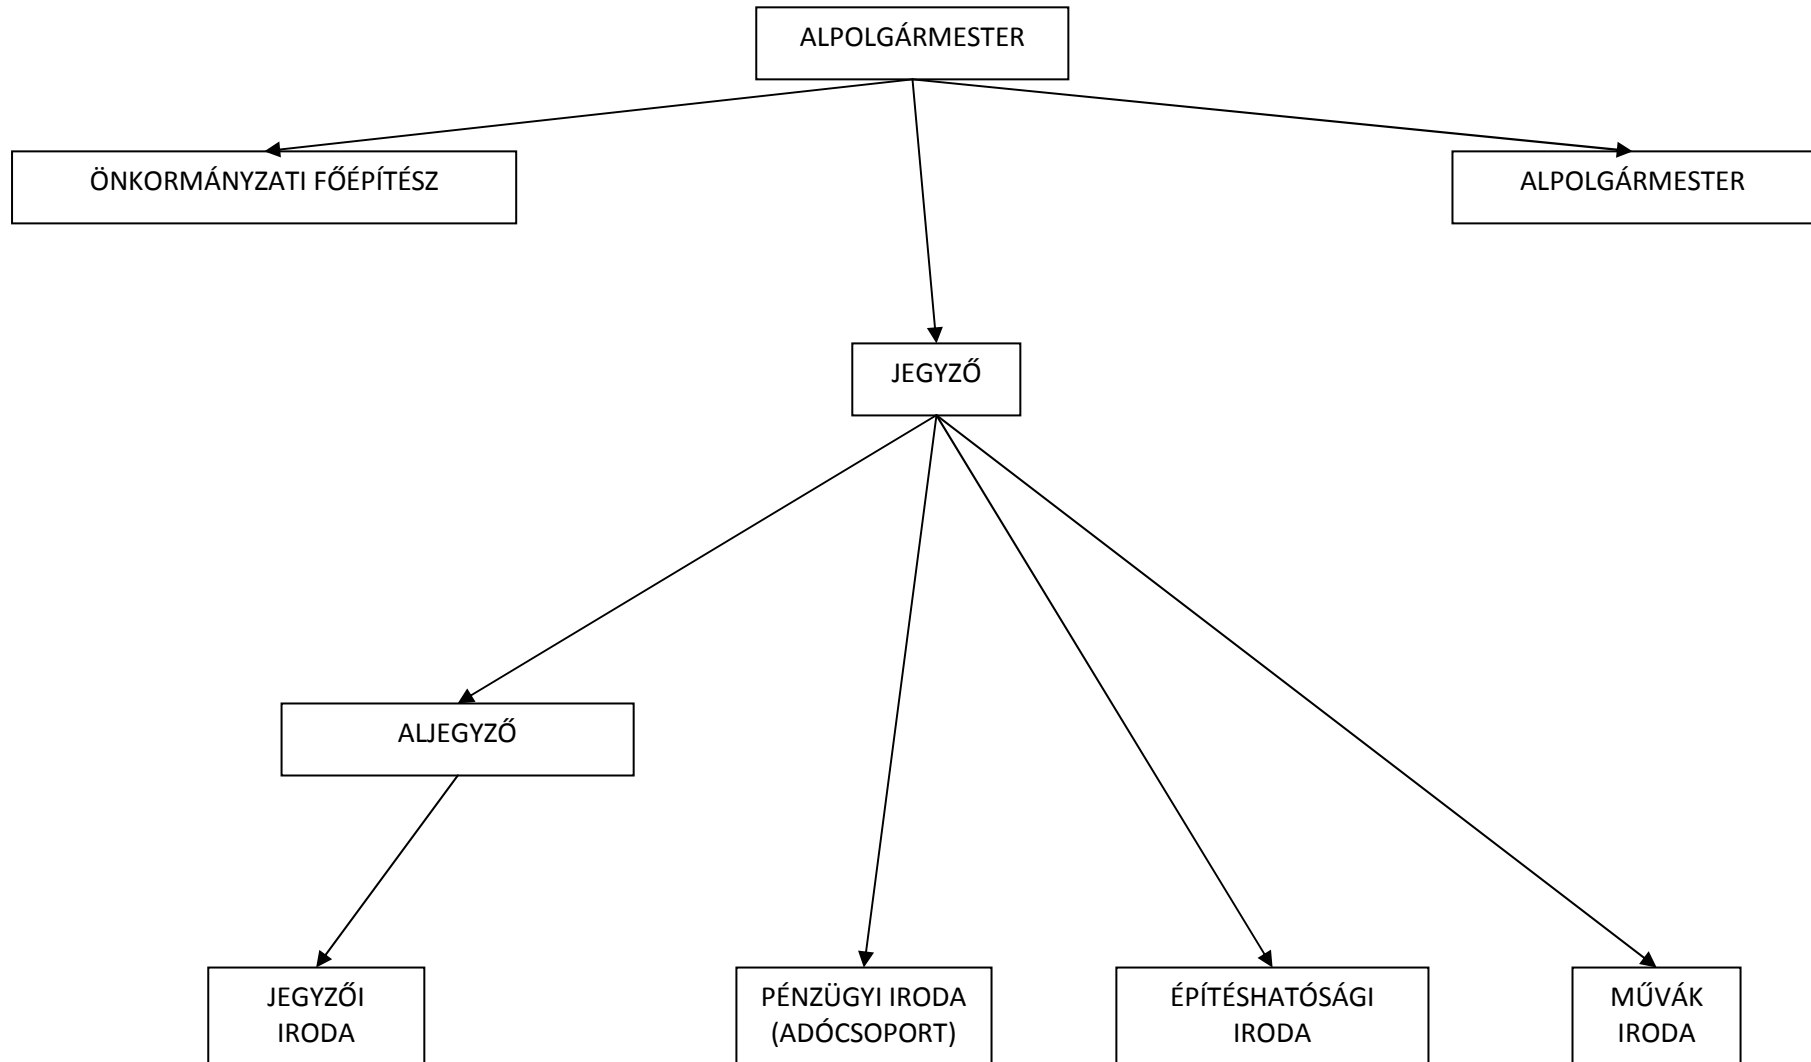 ALPOLGÁRMESTER
ÖNKORMÁNYZATI FŐÉPÍTÉSZ
ALPOLGÁRMESTER
JEGYZŐ
ALJEGYZŐ
JEGYZŐI
IRODA
PÉNZÜGYI IRODA
(ADÓCSOPORT)
ÉPÍTÉSHATÓSÁGI
IRODA
MŰVÁK
IRODA